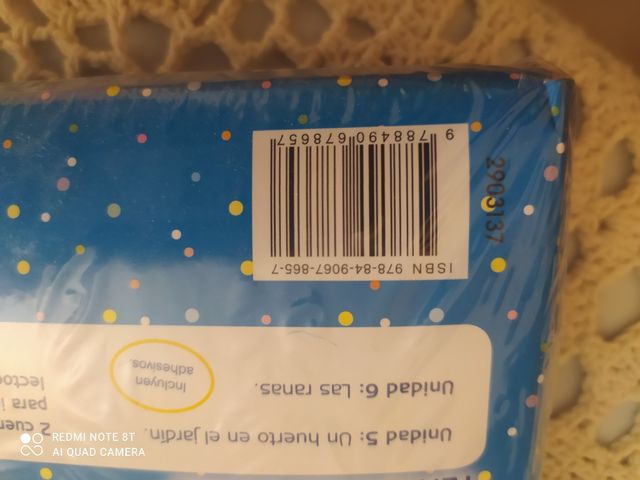 Unidad 5: Un huerto en el jardín.
Unidad 6: Las ranas.
2 cuen
para i
lecto
Incluyen
adhesivos.
ISBN 978-84-9067-865-7
9 788490 678657
2903137
REDMI NOTE 8T
AI QUAD CAMERA